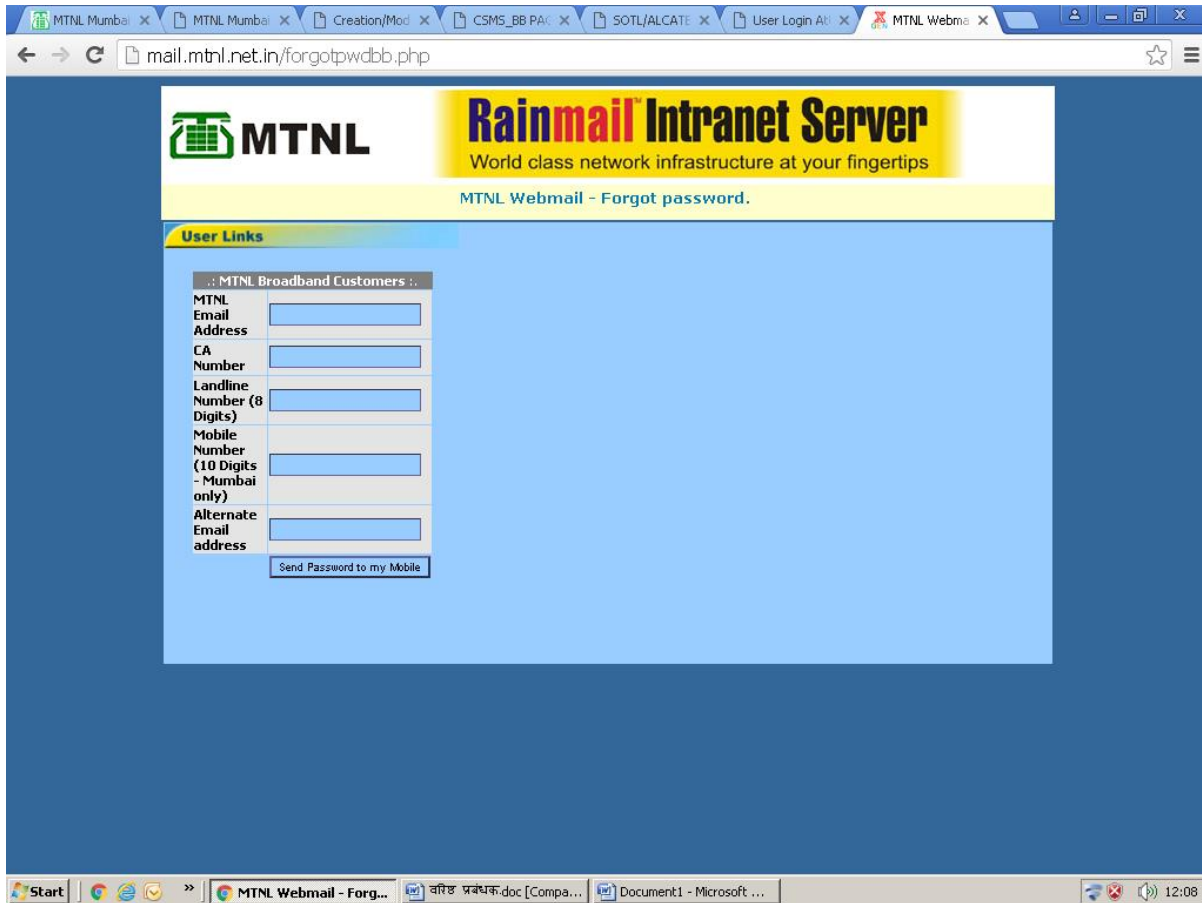 MTNL Mumbai
MTNL Mumbai
Creation/Mod
CSMS_BB PAC
SOTL/ALCATE
User Login At
MTNL Webma
mail.mtnl.net.in/forgotpwdbb.php
MTNL
Rainmail™ Intranet Server
World class network infrastructure at your fingertips
MTNL Webmail - Forgot password.
User Links
.: MTNL Broadband Customers :.
MTNL
Email
Address
CA
Number
Landline
Number (8
Digits)
Mobile
Number
(10 Digits
- Mumbai
only)
Alternate
Email
address
Send Password to my Mobile
Start
»
MTNL Webmail - Forg...
वरिष्ठ प्रबंधक.doc [Compa...
Document1 - Microsoft ...
12:08